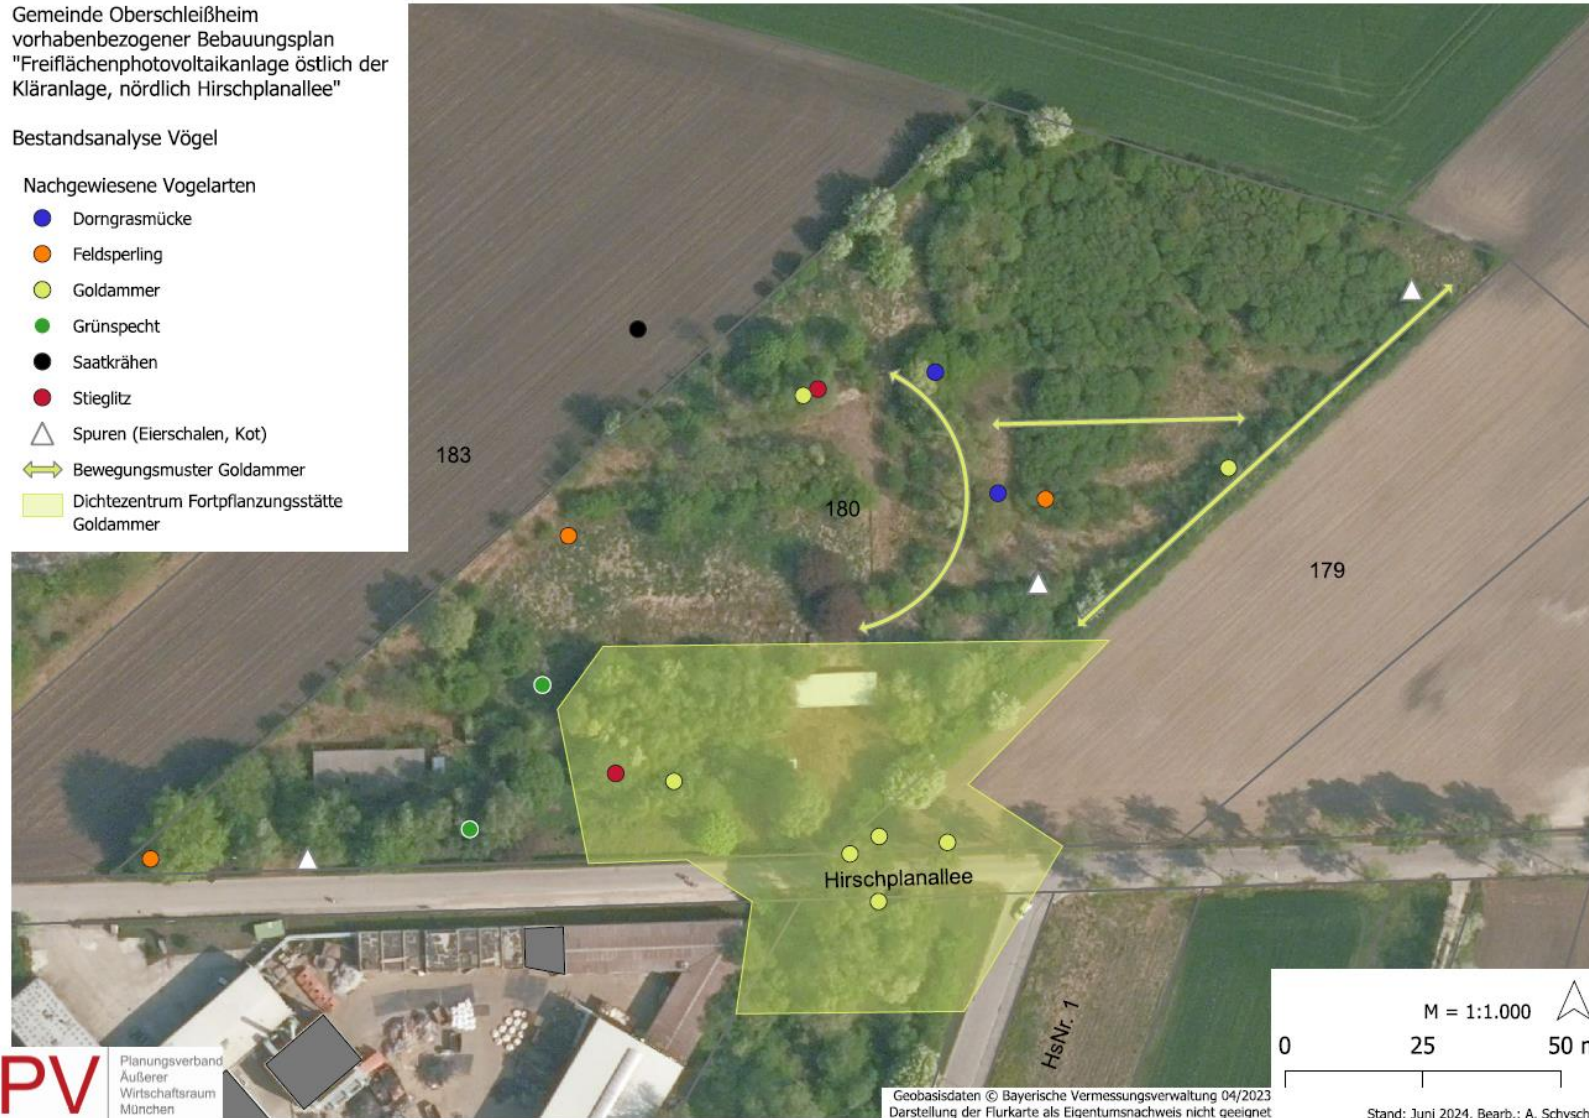 Gemeinde Oberschleißheim
vorhabenbezogener Bebauungsplan
"Freiflächenphotovoltaikanlage östlich der
Kläranlage, nördlich Hirschplanallee"
Bestandsanalyse Vögel
Nachgewiesene Vogelarten
Dorngrasmücke
Feldsperling
Goldammer
Grünspecht
Saatkrähen
Stieglitz
Spuren (Eierschalen, Kot)
Bewegungsmuster Goldammer
Dichtezentrum Fortpflanzungsstätte
Goldammer
183
180
179
Hirschplanallee
HsNr. 1
M = 1:1.000
0 25 50 m
PV
Planungsverband
Äußerer
Wirtschaftsraum
München
Geobasisdaten © Bayerische Vermessungsverwaltung 04/2023
Darstellung der Flurkarte als Eigentumsnachweis nicht geeignet
Stand: Juni 2024, Bearb.: A. Schysch